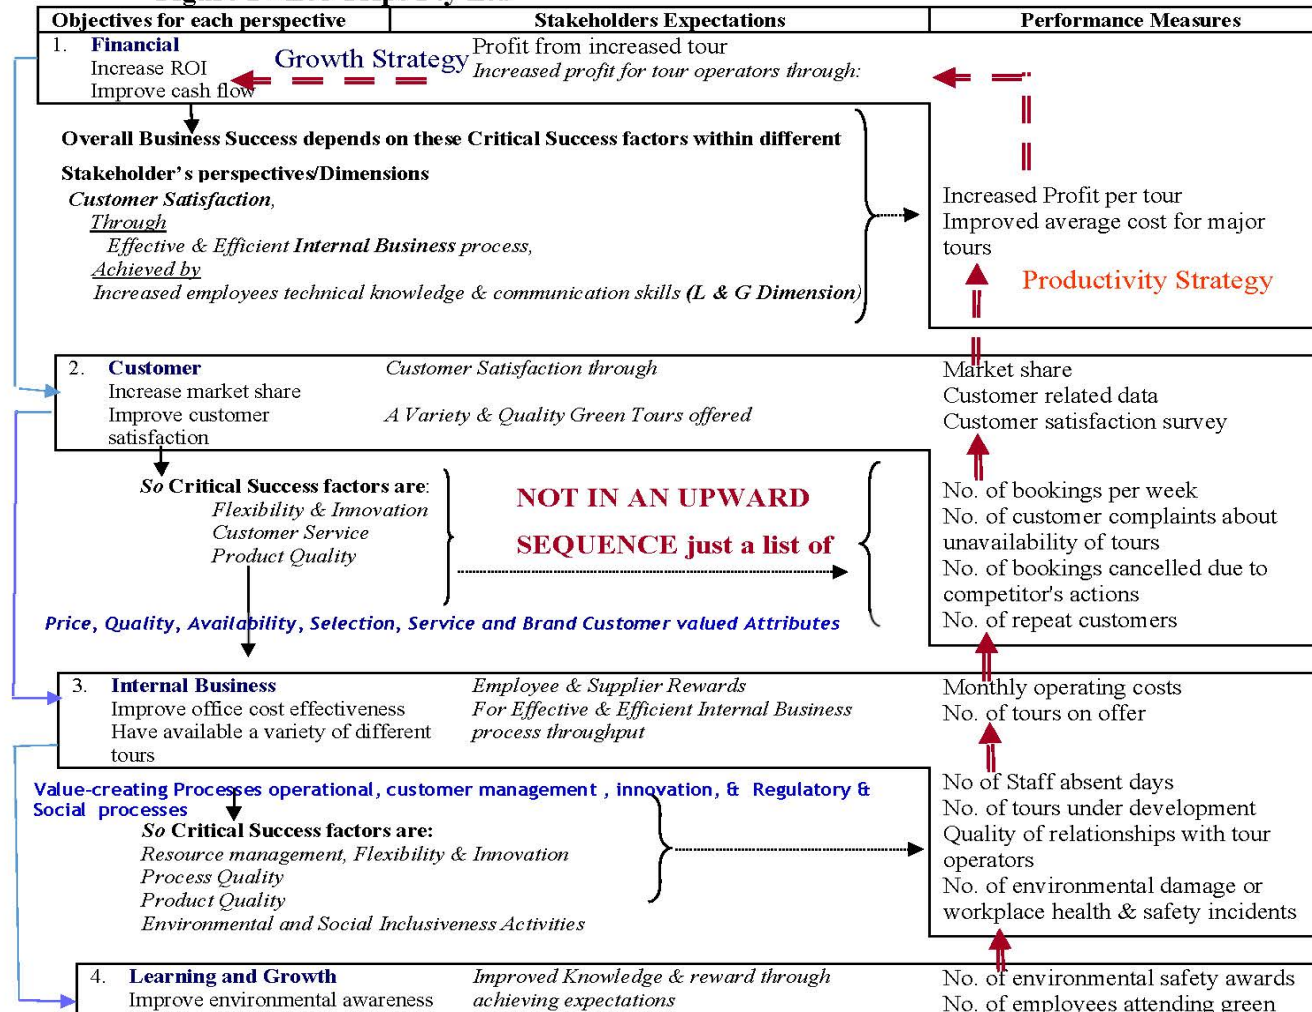 Objectives for each perspective
Stakeholders Expectations
Performance Measures
1. Financial
Increase ROI
Improve cash flow
Growth Strategy
Profit from increased tour
Increased profit for tour operators through:
Overall Business Success depends on these Critical Success factors within different
Stakeholder's perspectives/Dimensions
Customer Satisfaction,
Through
Effective & Efficient Internal Business process,
Achieved by
Increased employees technical knowledge & communication skills (L & G Dimension)
Increased Profit per tour
Improved average cost for major
tours
Productivity Strategy
2. Customer
Increase market share
Improve customer
satisfaction
Customer Satisfaction through
A Variety & Quality Green Tours offered
Market share
Customer related data
Customer satisfaction survey
So Critical Success factors are:
Flexibility & Innovation
Customer Service
Product Quality
NOT IN AN UPWARD
SEQUENCE just a list of
No. of bookings per week
No. of customer complaints about
unavailability of tours
No. of bookings cancelled due to
competitor's actions
No. of repeat customers
Price, Quality, Availability, Selection, Service and Brand Customer valued Attributes
3. Internal Business
Improve office cost effectiveness
Have available a variety of different
tours
Employee & Supplier Rewards
For Effective & Efficient Internal Business
process throughput
Monthly operating costs
No. of tours on offer
Value-creating Processes operational, customer management , innovation, & Regulatory &
Social processes
So Critical Success factors are:
Resource management, Flexibility & Innovation
Process Quality
Product Quality
Environmental and Social Inclusiveness Activities
No of Staff absent days
No. of tours under development
Quality of relationships with tour
operators
No. of environmental damage or
workplace health & safety incidents
4. Learning and Growth
Improve environmental awareness
Improved Knowledge & reward through
achieving expectations
No. of environmental safety awards
No. of employees attending green